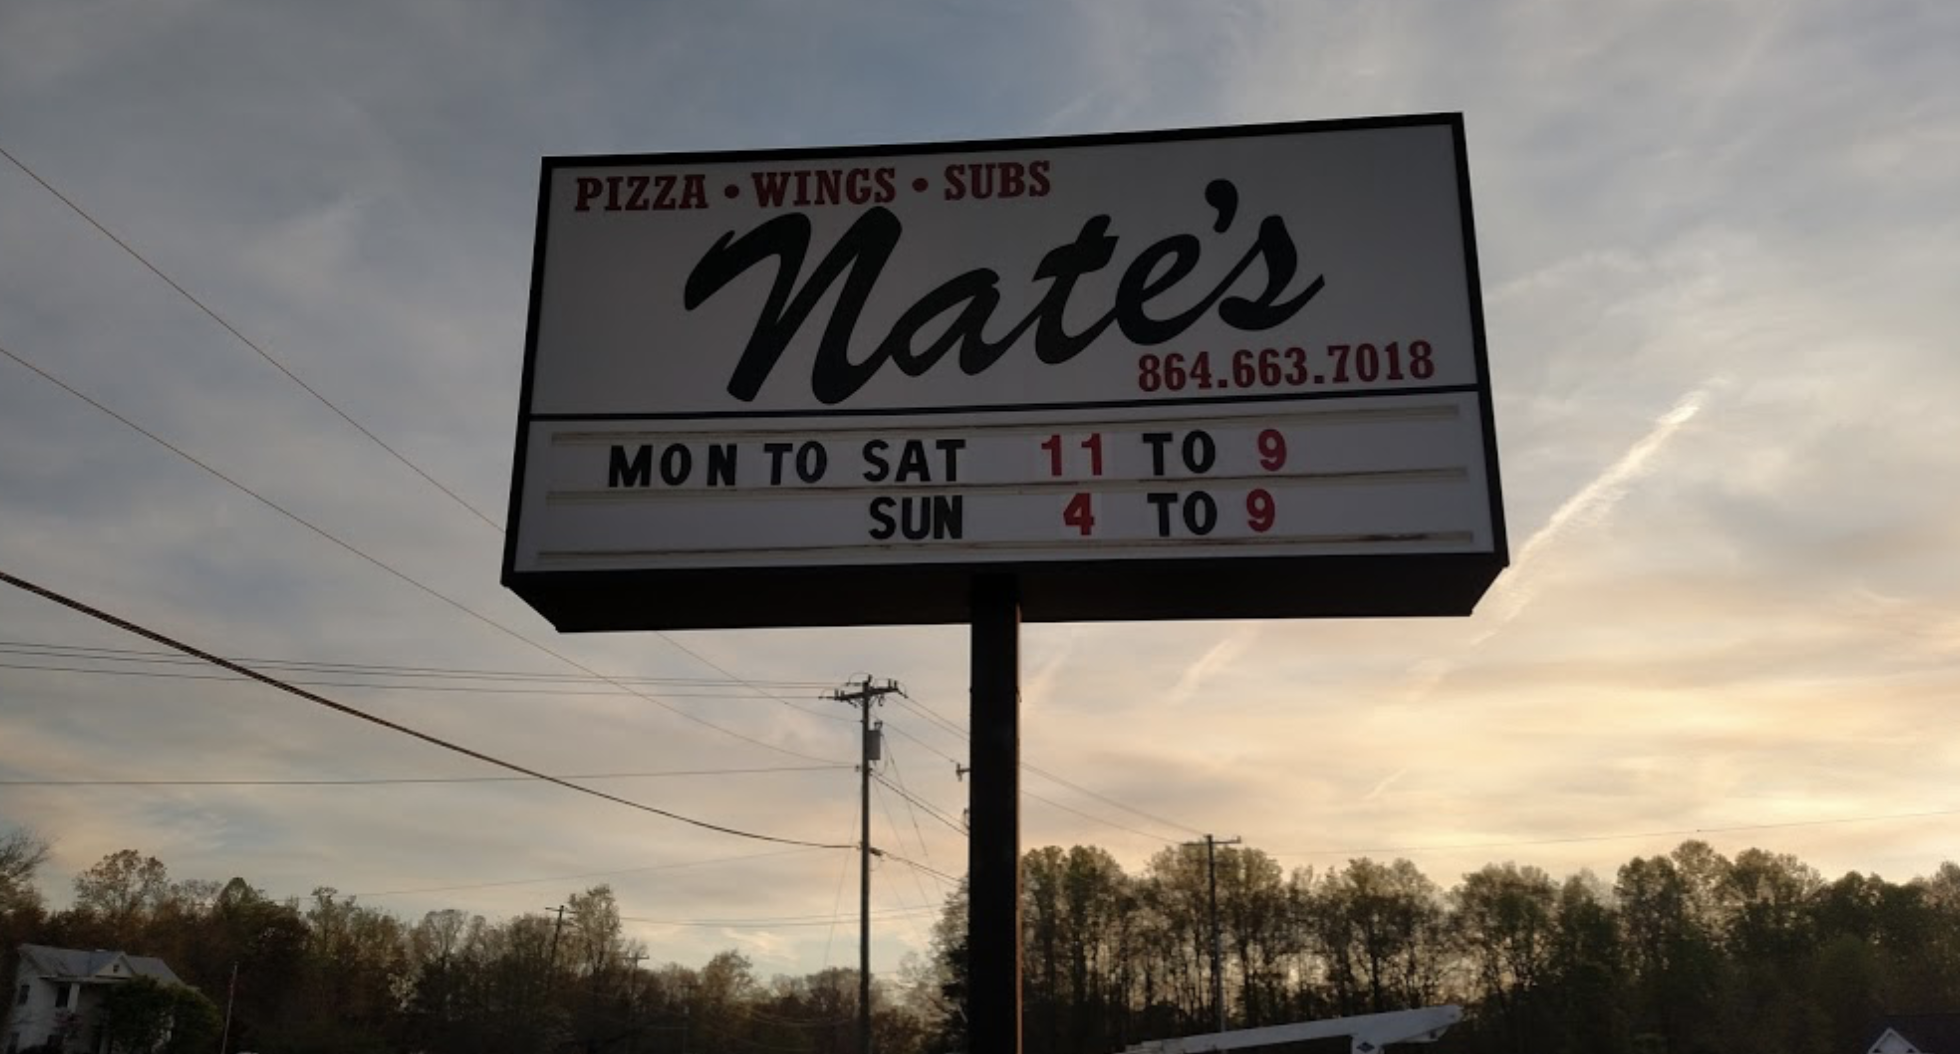 PIZZA • WINGS • SUBS
Nate's
864.663.7018
MON TO SAT 11 TO 9
SUN 4 TO 9